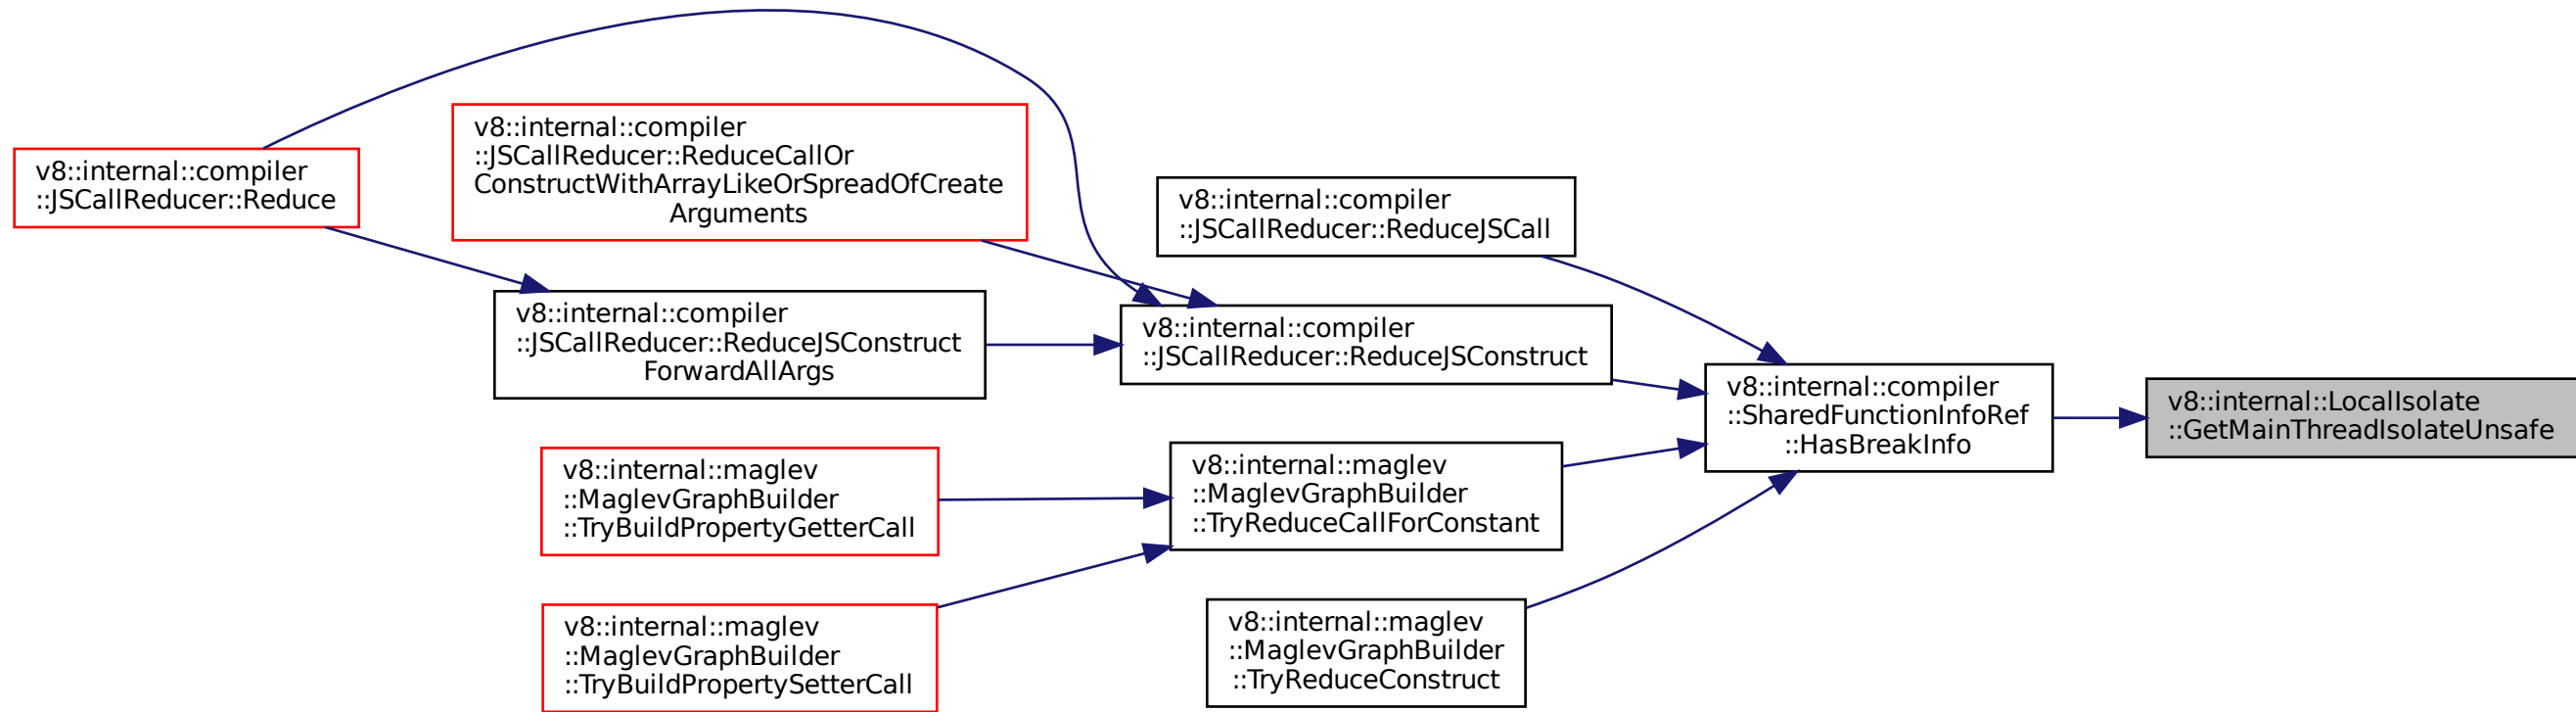 v8::internal::compiler
::JSCallReducer::Reduce
v8::internal::compiler
::JSCallReducer::ReduceCallOr
ConstructWithArrayLikeOrSpreadOfCreate
Arguments
v8::internal::compiler
::JSCallReducer::ReduceJSConstruct
ForwardAllArgs
v8::internal::maglev
::MaglevGraphBuilder
::TryBuildPropertyGetterCall
v8::internal::maglev
::MaglevGraphBuilder
::TryBuildPropertySetterCall
v8::internal::compiler
::JSCallReducer::ReduceJSCall
v8::internal::compiler
::JSCallReducer::ReduceJSConstruct
v8::internal::maglev
::MaglevGraphBuilder
::TryReduceCallForConstant
v8::internal::maglev
::MaglevGraphBuilder
::TryReduceConstruct
v8::internal::compiler
::SharedFunctionInfoRef
::HasBreakInfo
v8::internal::LocalIsolate
::GetMainThreadIsolateUnsafe